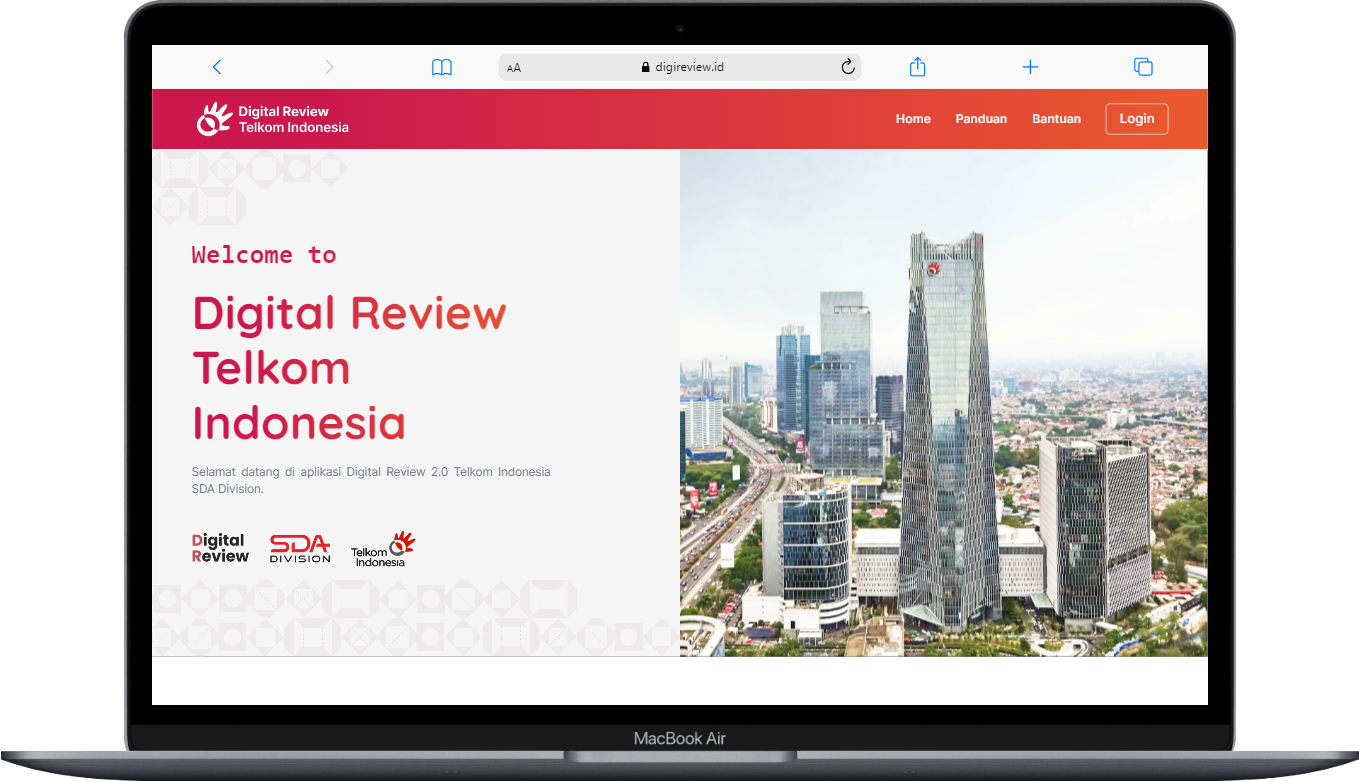 AA
digireview.id
Digital Review
Telkom Indonesia
Home
Panduan
Bantuan
Login
Welcome to
Digital Review
Telkom
Indonesia
Selamat datang di aplikasi Digital Review 2.0 Telkom Indonesia
SDA Division.
Digital
Review
SDA
DIVISION
Telkom
Indonesia
MacBook Air